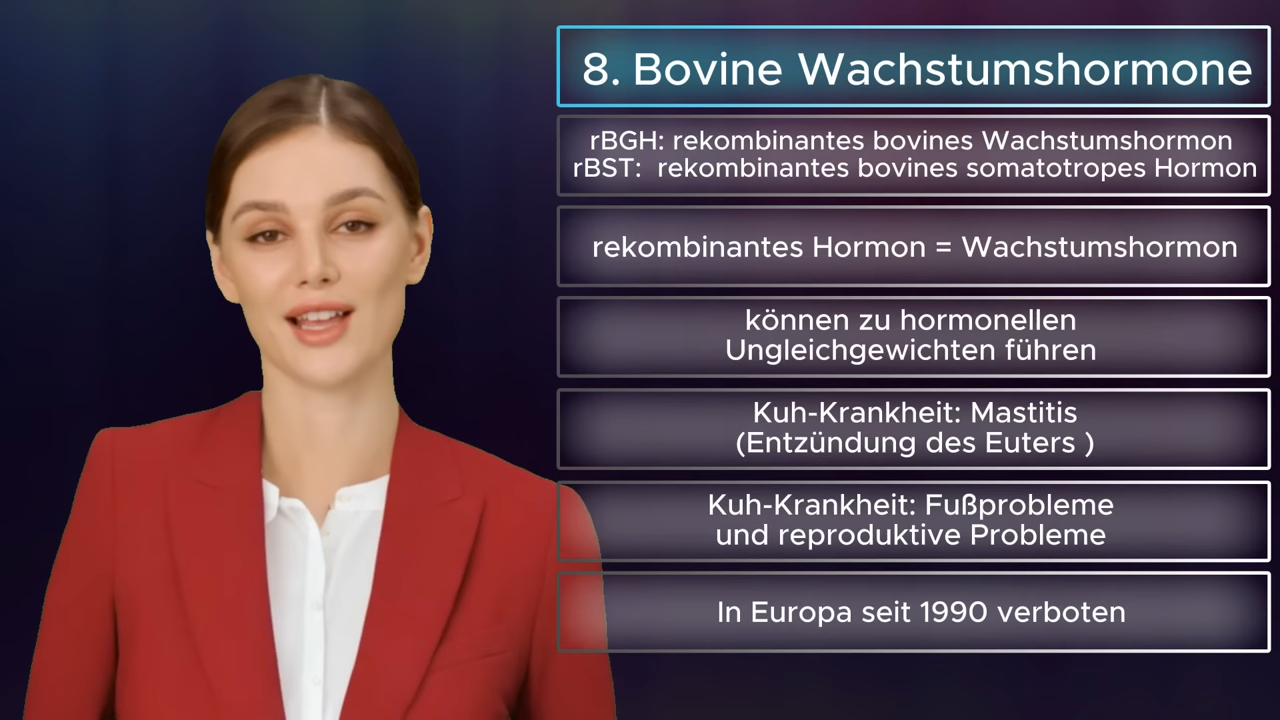 8. Bovine Wachstumshormone
rBGH: rekombinantes bovines Wachstumshormon
rBST:  rekombinantes bovines somatotropes Hormon
rekombinantes Hormon = Wachstumshormon
können zu hormonellen
Ungleichgewichten führen
Kuh-Krankheit: Mastitis
(Entzündung des Euters )
Kuh-Krankheit: Fußprobleme
und reproduktive Probleme
In Europa seit 1990 verboten